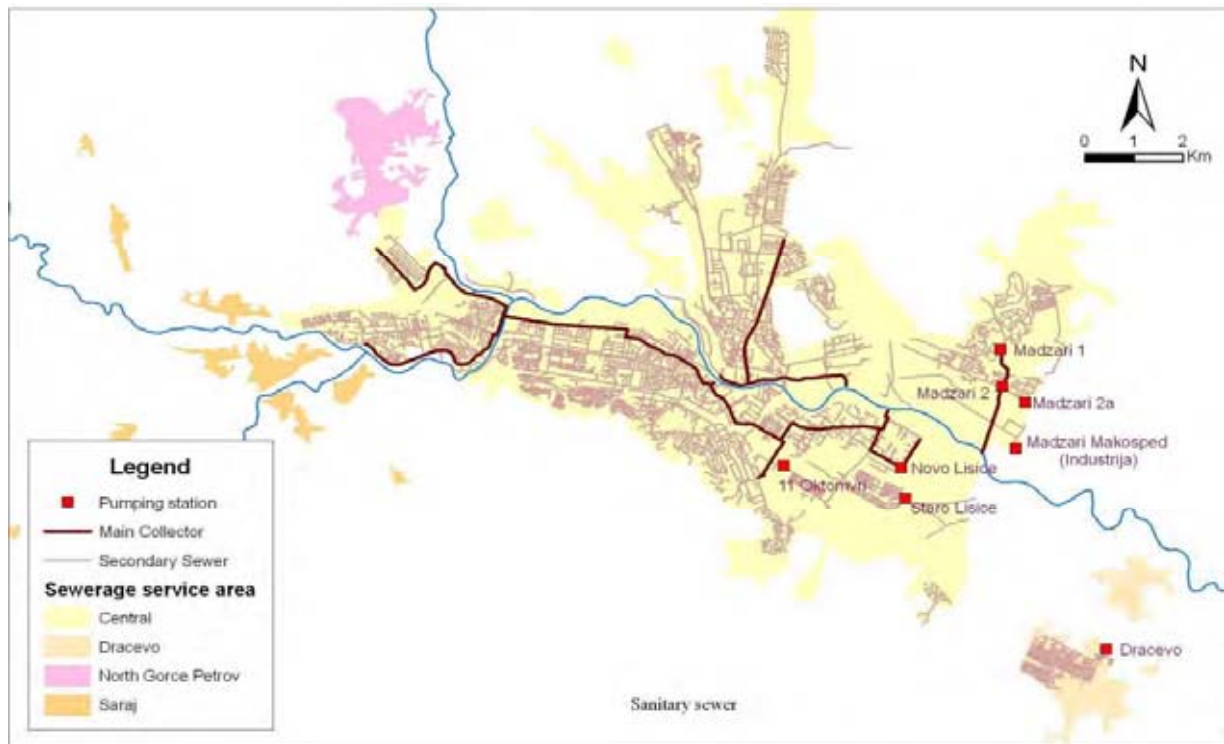 N
0 1 2
Km
Madzari 1
Madzari 2
Madzari 2a
Madzari Makosped
(Industrija)
Novo Lisice
11 Oktomvri
Staro Lisice
Dracevo
Legend
Pumping station
Main Collector
Secondary Sewer
Sewerage service area
Central
Dracevo
North Gorce Petrov
Saraj
Sanitary sewer